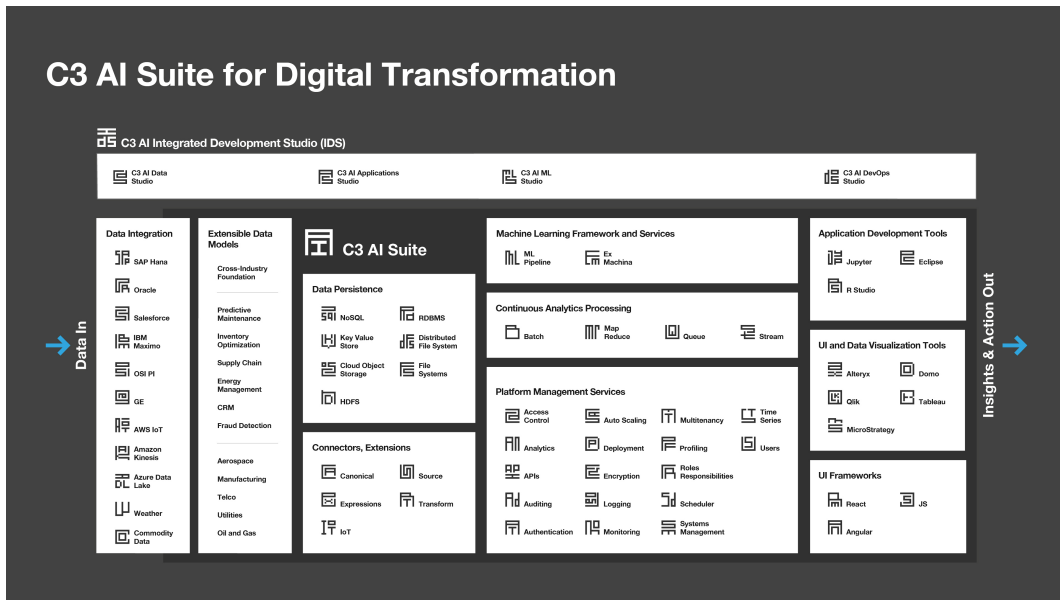 C3 AI Suite for Digital Transformation
C3 AI Integrated Development Studio (IDS)
C3 AI Data
Studio
C3 AI Applications
Studio
C3 AI ML
Studio
C3 AI DevOps
Studio
Data In
Data Integration
SAP Hana
Oracle
Salesforce
IBM
Maximo
OSI PI
GE
AWS IoT
Amazon
Kinesis
Azure Data
Lake
Weather
Commodity
Data
Extensible Data
Models
Cross-Industry
Foundation
Predictive
Maintenance
Inventory
Optimization
Supply Chain
Energy
Management
CRM
Fraud Detection
Aerospace
Manufacturing
Telco
Utilities
Oil and Gas
C3 AI Suite
Data Persistence
NoSQL
RDBMS
Key Value
Store
Distributed
File System
Cloud Object
Storage
File
Systems
HDFS
Connectors, Extensions
Canonical
Source
Expressions
Transform
IoT
Machine Learning Framework and Services
ML
Pipeline
Ex
Machina
Continuous Analytics Processing
Batch
Map
Reduce
Queue
Stream
Platform Management Services
Access
Control
Auto Scaling
Multitenancy
Time
Series
Analytics
Deployment
Profiling
Users
APIs
Encryption
Roles
Responsibilities
Auditing
Logging
Scheduler
Authentication
Monitoring
Systems
Management
Application Development Tools
Jupyter
Eclipse
R Studio
UI and Data Visualization Tools
Alteryx
Domo
Qlik
Tableau
MicroStrategy
UI Frameworks
React
JS
Angular
Insights & Action Out